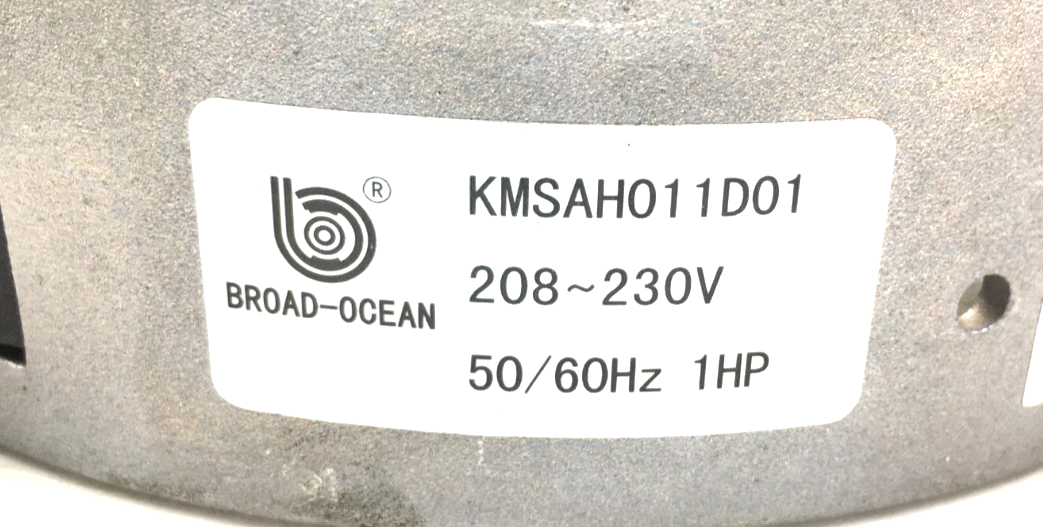 ®
BROAD-OCEAN
KMSAH011D01
208~230V
50/60Hz 1HP